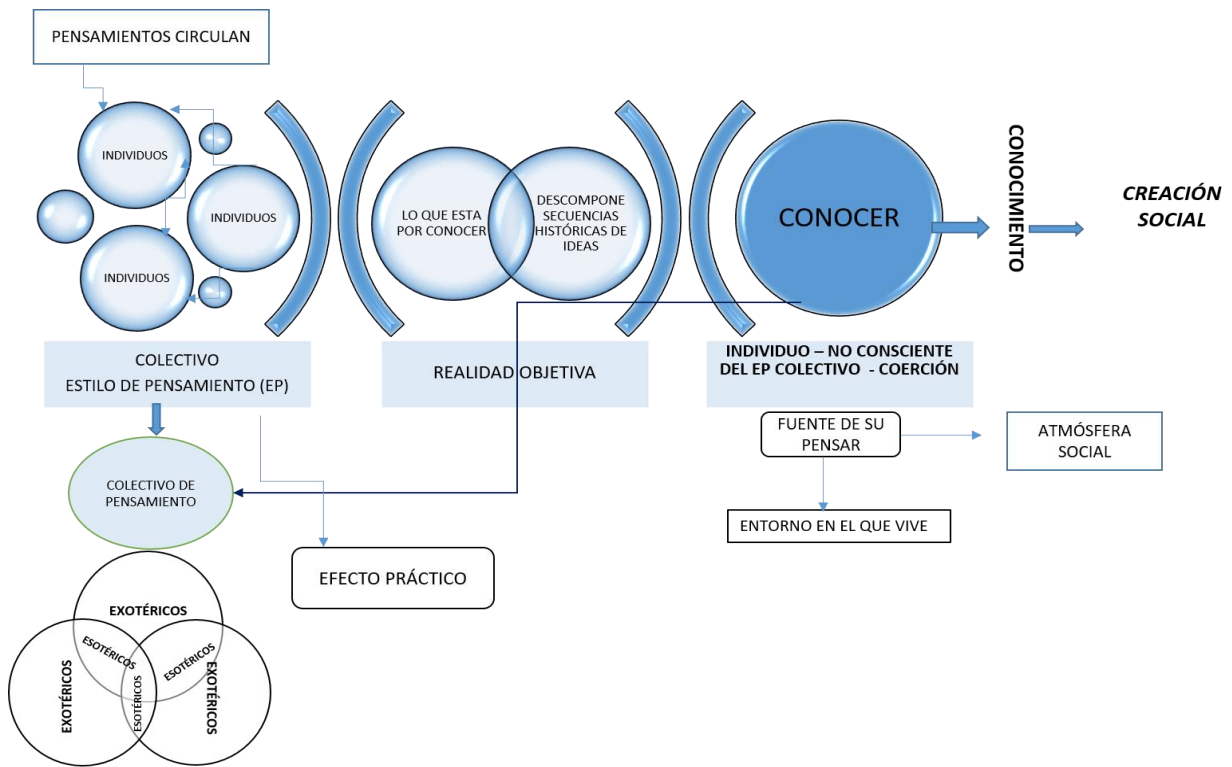 PENSAMIENTOS CIRCULAN
INDIVIDUOS
INDIVIDUOS
INDIVIDUOS
LO QUE ESTA
POR CONOCER
DESCOMPONE
SECUENCIAS
HISTÓRICAS DE
IDEAS
CONOCER
CONOCIMIENTO
CREACIÓN
SOCIAL
COLECTIVO
ESTILO DE PENSAMIENTO (EP)
REALIDAD OBJETIVA
INDIVIDUO – NO CONSCIENTE
DEL EP COLECTIVO - COERCIÓN
FUENTE DE SU
PENSAR
ATMÓSFERA
SOCIAL
ENTORNO EN EL QUE VIVE
COLECTIVO DE
PENSAMIENTO
EFECTO PRÁCTICO
EXOTÉRICOS
ESOTÉRICOS
ESOTÉRICOS
EXOTÉRICOS
ESOTÉRICOS
EXOTÉRICOS